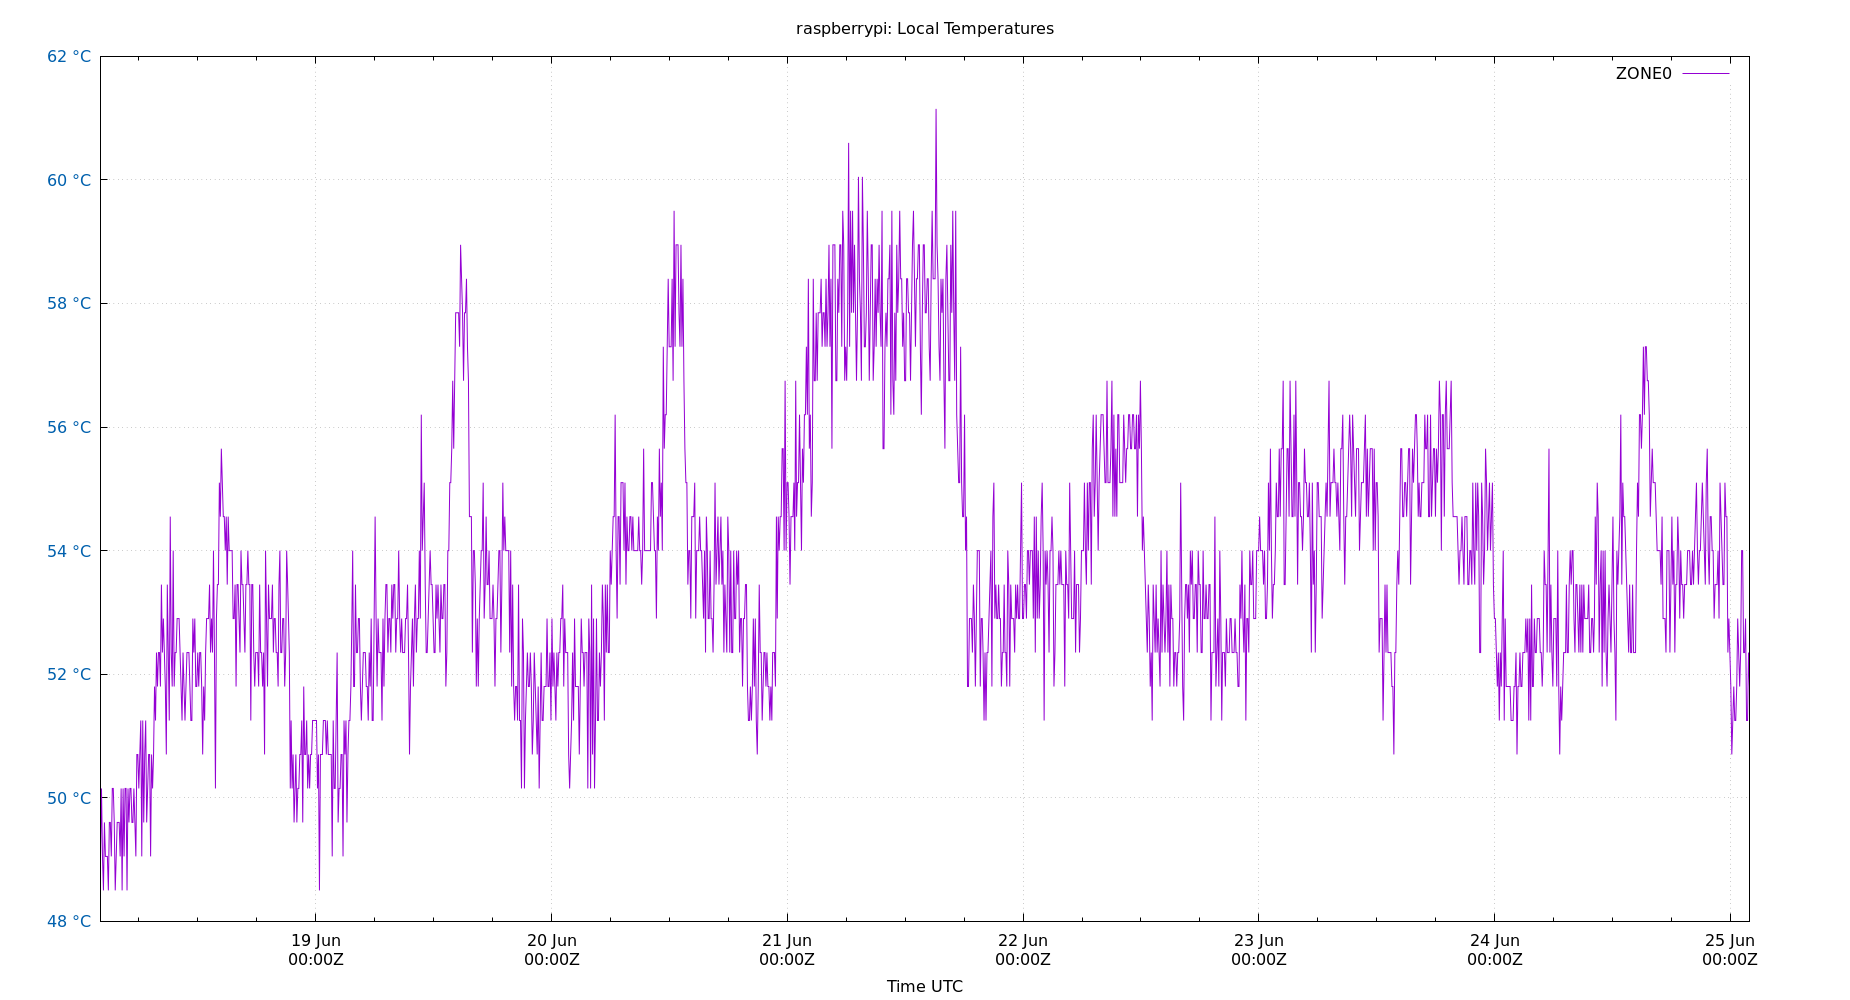 raspberrypi: Local Temperatures
ZONE0
62 °C
60 °C
58 °C
56 °C
54 °C
52 °C
50 °C
48 °C
19 Jun
00:00Z
20 Jun
00:00Z
21 Jun
00:00Z
22 Jun
00:00Z
23 Jun
00:00Z
24 Jun
00:00Z
25 Jun
00:00Z
Time UTC